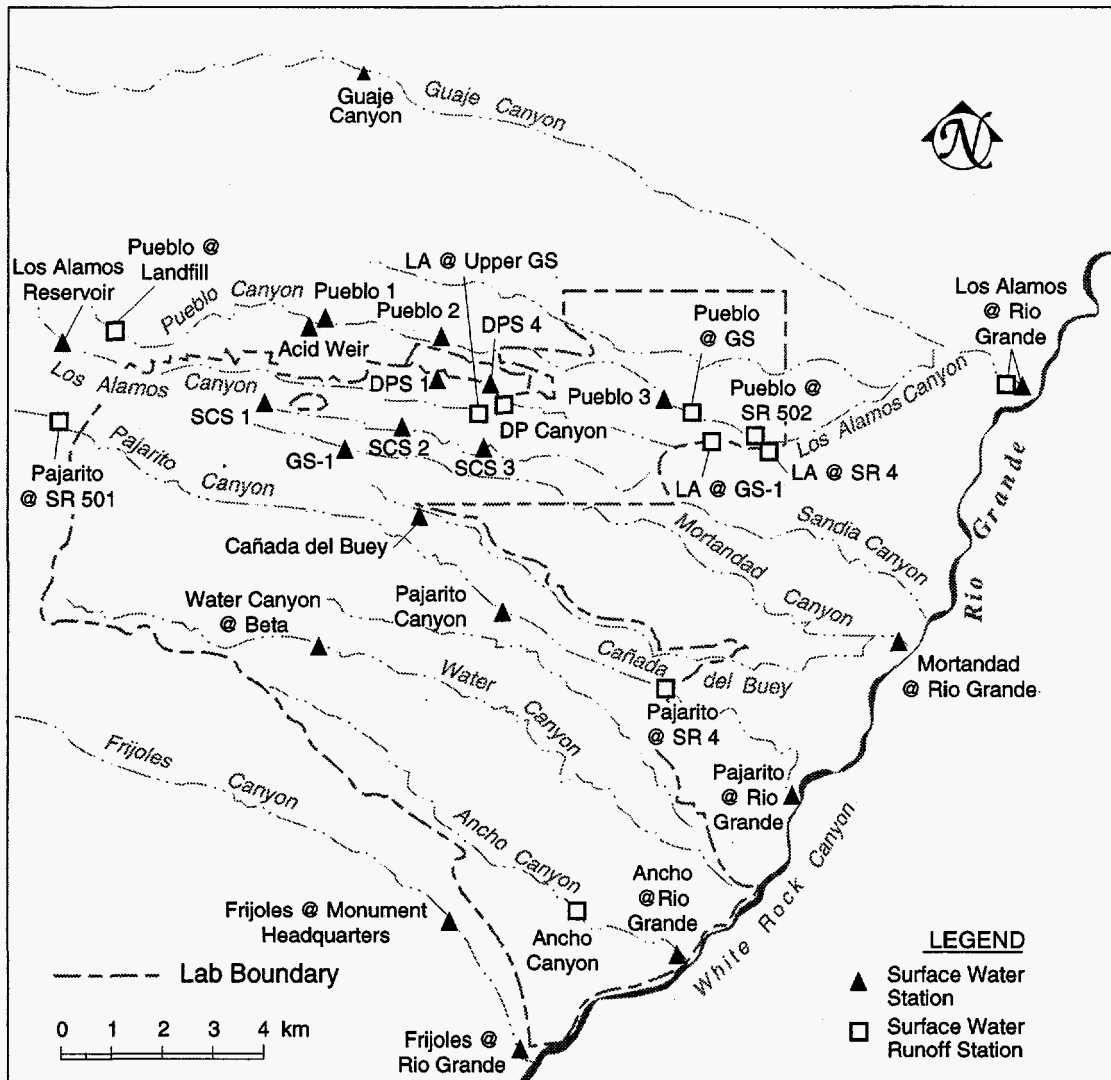 Guaje
Canyon
Guaje Canyon
N
Los Alamos
Reservoir
Pueblo @
Landfill
Pueblo Canyon
Pueblo 1
Acid Weir
LA @ Upper GS
Pueblo 2
DPS 4
Pueblo
@ GS
Los Alamos
@ Rio
Grande
Los Alamos Canyon
DPS 1
Pueblo 3
Pueblo @
SR 502
Los Alamos Canyon
SCS 1
SCS 2
DP Canyon
GS-1
SCS 3
LA @ GS-1
LA @ SR 4
Pajarito
@ SR 501
Pajarito Canyon
Cañada del Buey
Mortandad Canyon
Sandia Canyon
Rio Grande
Water Canyon
@ Beta
Pajarito
Canyon
Cañada del Buey
Mortandad
@ Rio Grande
Water Canyon
Pajarito
@ SR 4
Frijoles Canyon
Pajarito
@ Rio
Grande
Ancho Canyon
Ancho
@Rio
Grande
White Rock Canyon
Frijoles @ Monument
Headquarters
Ancho
Canyon
Lab Boundary
0 1 2 3 4 km
Frijoles @
Rio Grande
LEGEND
Surface Water
Station
Surface Water
Runoff Station